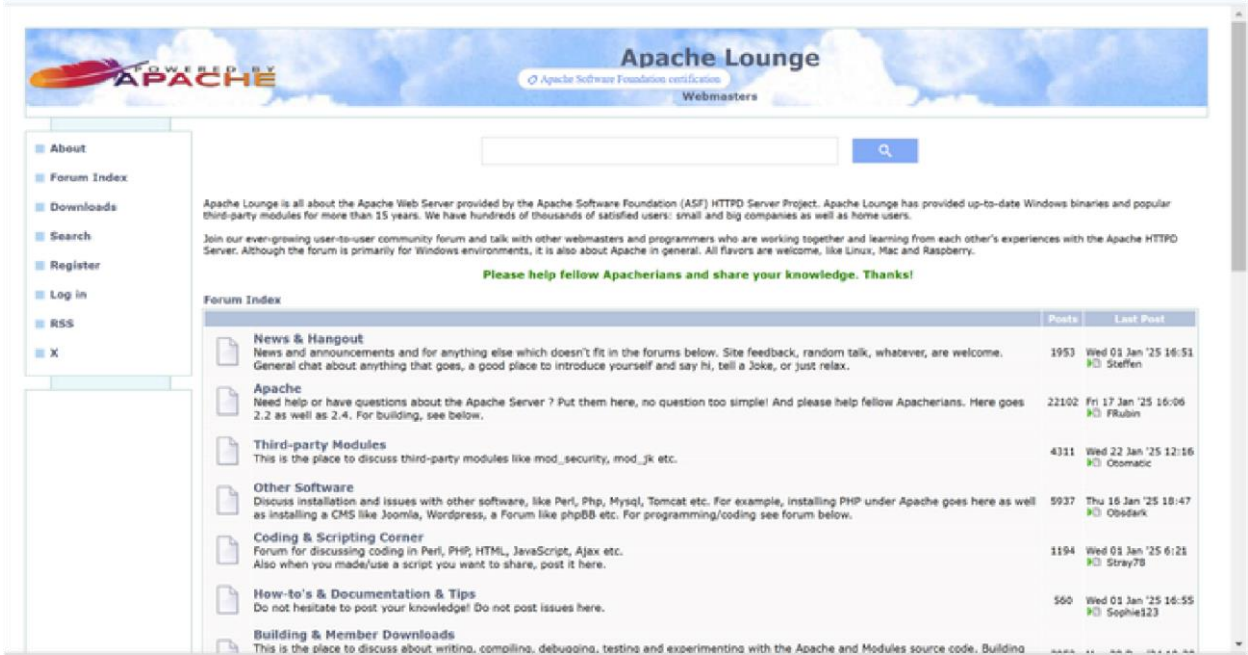 POWERED BY
APACHE
Apache Lounge
Apache Software Foundation certification
Webmasters
About
Forum Index
Downloads
Search
Register
Log in
RSS
X
Apache Lounge is all about the Apache Web Server provided by the Apache Software Foundation (ASF) HTTPD Server Project. Apache Lounge has provided up-to-date Windows binaries and popular
third-party modules for more than 15 years. We have hundreds of thousands of satisfied users: small and big companies as well as home users.
Join our ever-growing user-to-user community forum and talk with other webmasters and programmers who are working together and learning from each other's experiences with the Apache HTTPD
Server. Although the forum is primarily for Windows environments, it is also about Apache in general. All flavors are welcome, like Linux, Mac and Raspberry.
Please help fellow Apacherians and share your knowledge. Thanks!
Forum Index
Posts Last Post
News & Hangout
News and announcements and for anything else which doesn't fit in the forums below. Site feedback, random talk, whatever, are welcome. 1953 Wed 01 Jan '25 16:51
General chat about anything that goes, a good place to introduce yourself and say hi, tell a Joke, or just relax. Steffen
Apache
Need help or have questions about the Apache Server ? Put them here, no question too simple! And please help fellow Apacherians. Here goes 22102 Fri 17 Jan '25 16:06
2.2 as well as 2.4. For building, see below. FRubin
Third-party Modules
This is the place to discuss third-party modules like mod_security, mod_jk etc. 4311 Wed 22 Jan '25 12:16
Otomatic
Other Software
Discuss installation and issues with other software, like Perl, Php, Mysql, Tomcat etc. For example, installing PHP under Apache goes here as well 5937 Thu 16 Jan '25 18:47
as installing a CMS like Joomla, Wordpress, a Forum like phpBB etc. For programming/coding see forum below. Obsdark
Coding & Scripting Corner
Forum for discussing coding in Perl, PHP, HTML, JavaScript, Ajax etc. 1194 Wed 01 Jan '25 6:21
Also when you made/use a script you want to share, post it here. Stray78
How-to's & Documentation & Tips
Do not hesitate to post your knowledge! Do not post issues here. 560 Wed 01 Jan '25 16:55
Sophie123
Building & Member Downloads
This is the place to discuss about writing, compiling, debugging, testing and experimenting with the Apache and Modules source code. Building